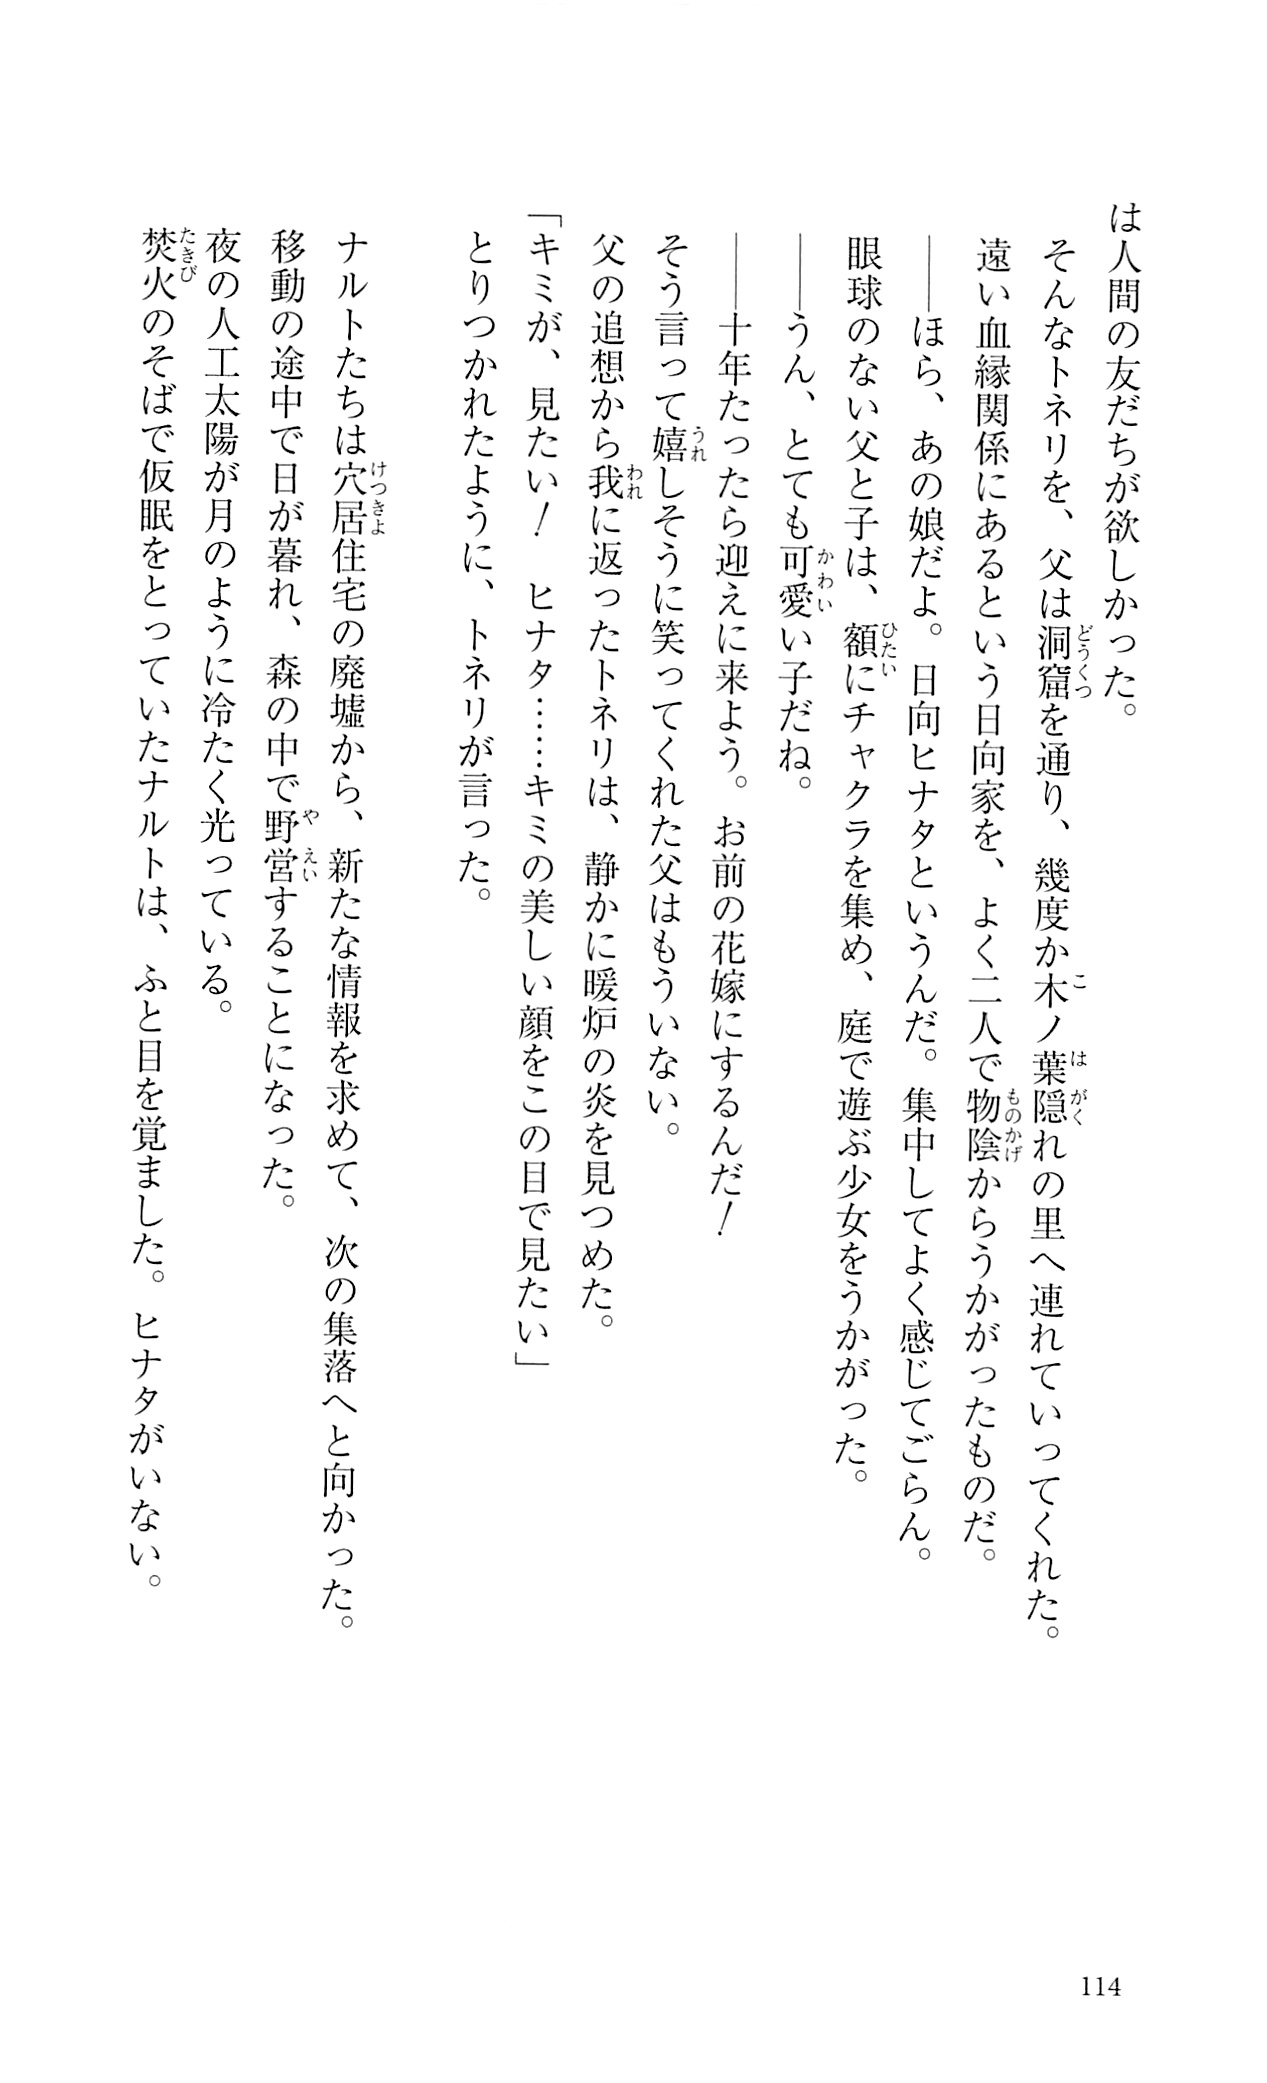 は人間の友だちが欲しかった。
そんなトネリを、父は洞窟を通り、幾度か木ノ葉隠れの里へ連れていってくれた。
遠い血縁関係にあるという日向家を、よく二人で物陰からうかがったものだ。
――ほら、あの娘だよ。日向ヒナタというんだ。集中してよく感じてごらん。
眼球のない父と子は、額にチャクラを集め、庭で遊ぶ少女をうかがった。
――うん、とても可愛い子だね。
――十年たったら迎えに来よう。お前の花嫁にするんだ！
そう言って嬉しそうに笑ってくれた父はもういない。
父の追想から我に返ったトネリは、静かに暖炉の炎を見つめた。
「キミが、見たい！　ヒナタ……キミの美しい顔をこの目で見たい」
とりつかれたように、トネリが言った。
ナルトたちは穴居住宅の廃墟から、新たな情報を求めて、次の集落へと向かった。
移動の途中で日が暮れ、森の中で野営することになった。
夜の人工太陽が月のように冷たく光っている。
焚火のそばで仮眠をとっていたナルトは、ふと目を覚ました。ヒナタがいない。
114